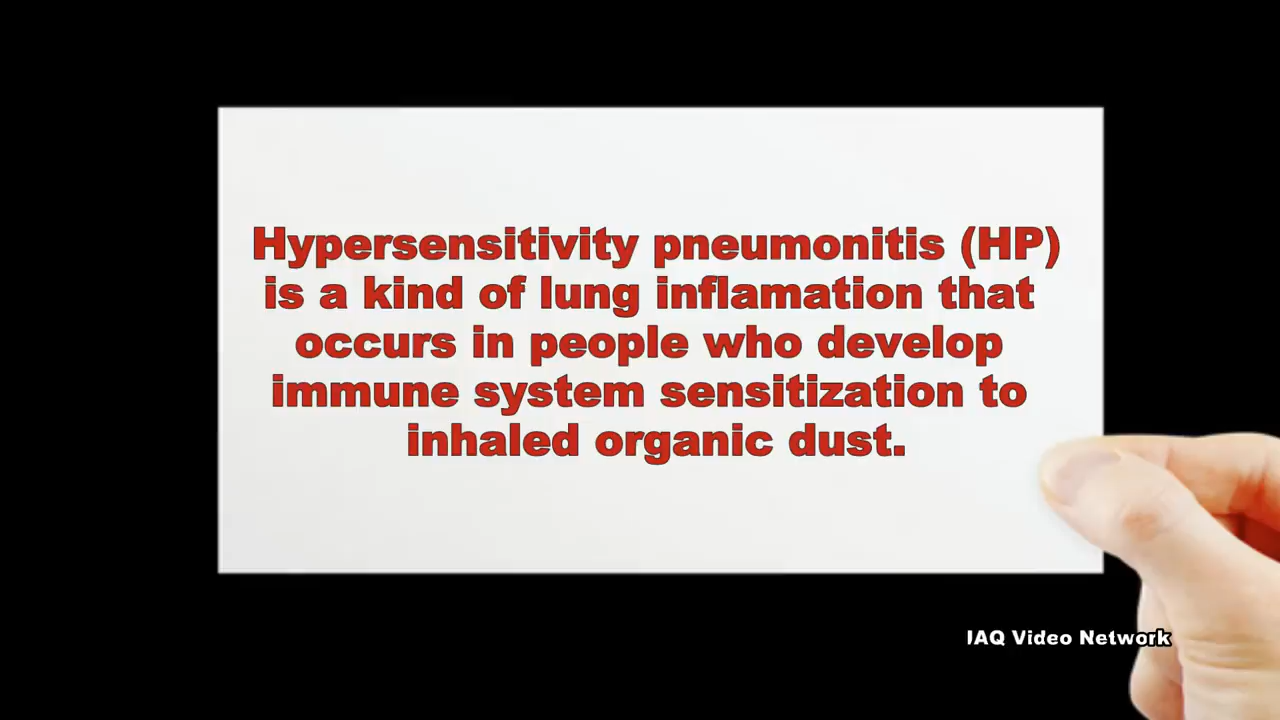 Hypersensitivity pneumonitis (HP)
is a kind of lung inflamation that
occurs in people who develop
immune system sensitization to
inhaled organic dust.
IAQ Video Network